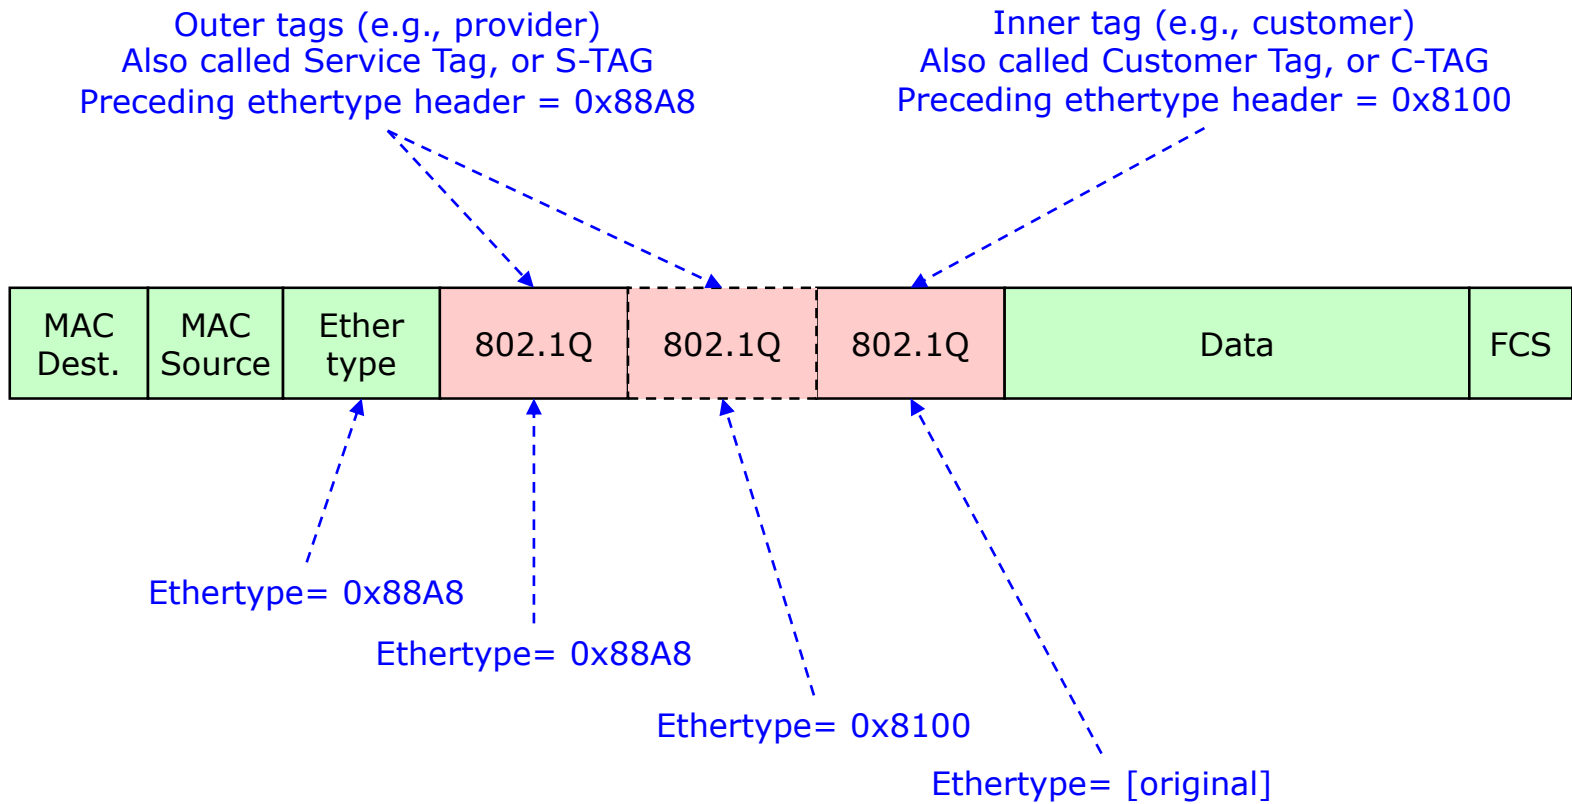 Outer tags (e.g., provider)
Also called Service Tag, or S-TAG
Preceding ethertype header = 0x88A8
Inner tag (e.g., customer)
Also called Customer Tag, or C-TAG
Preceding ethertype header = 0x8100
MAC
Dest.
MAC
Source
Ether
type
802.1Q
802.1Q
802.1Q
Data
FCS
Ethertype= 0x88A8
Ethertype= 0x88A8
Ethertype= 0x8100
Ethertype= [original]